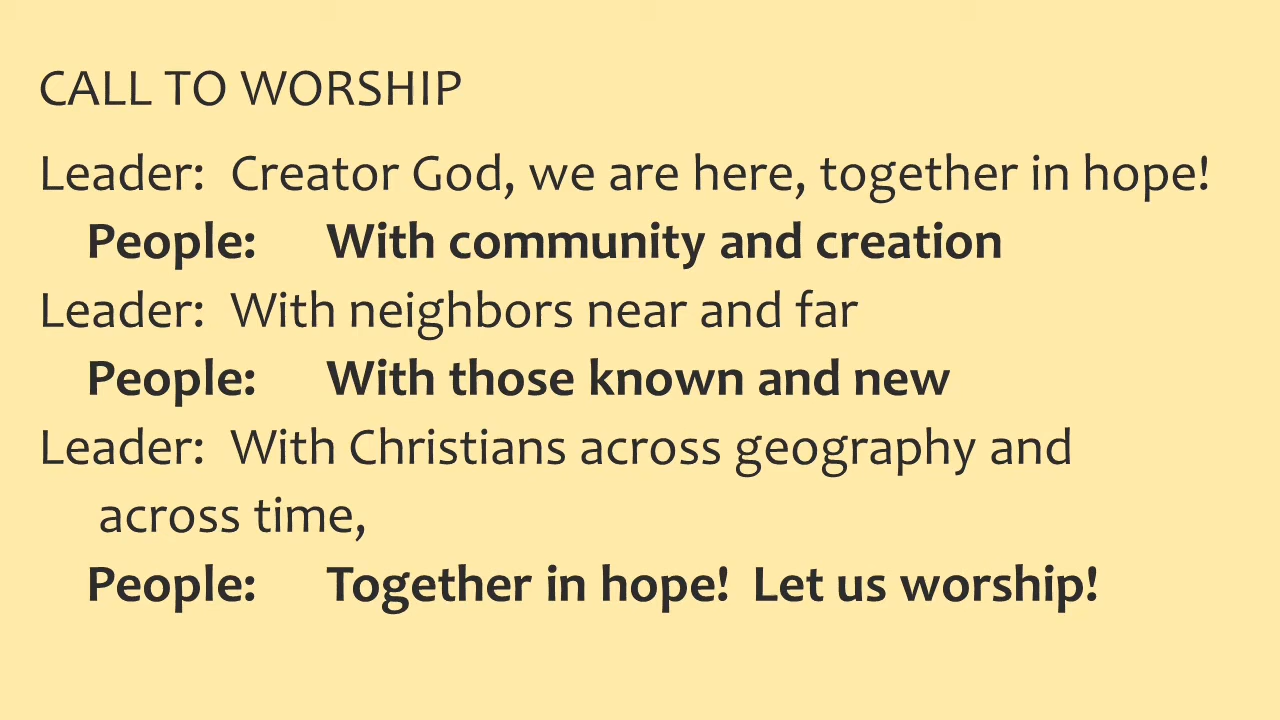 CALL TO WORSHIP
Leader: Creator God, we are here, together in hope!
People: With community and creation
Leader: With neighbors near and far
People: With those known and new
Leader: With Christians across geography and
across time,
People: Together in hope! Let us worship!